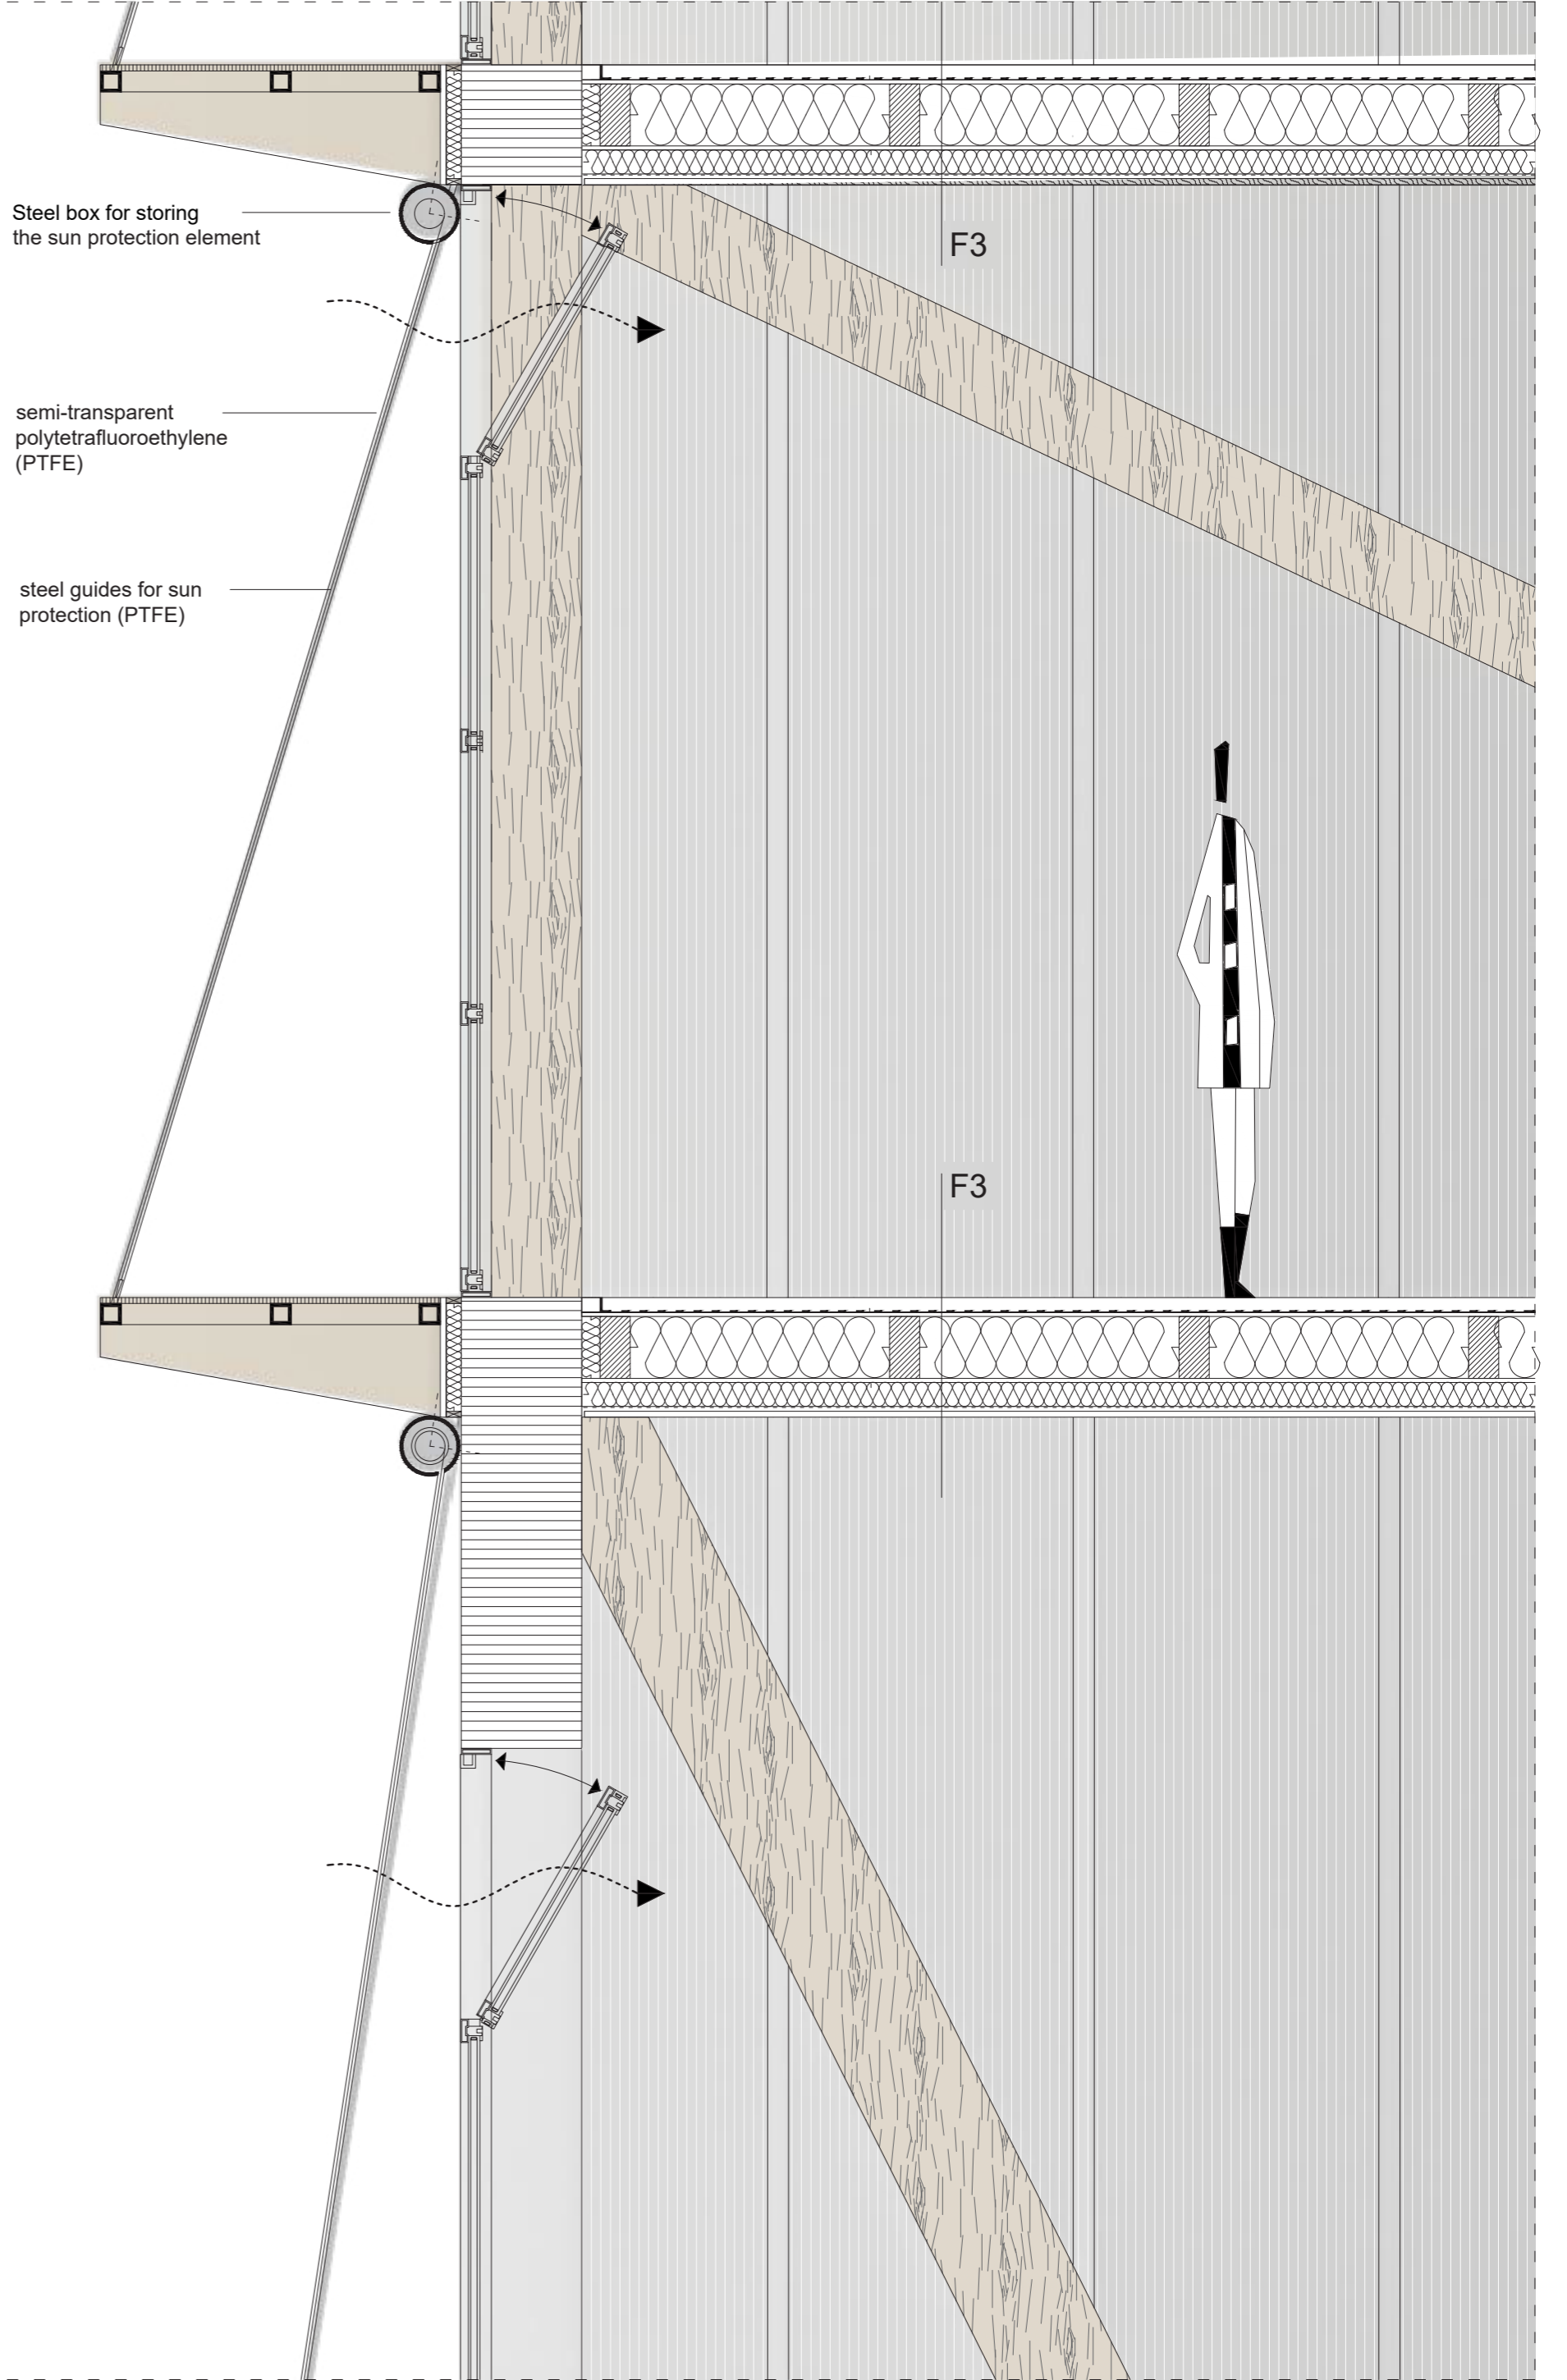 Steel box for storing
the sun protection element
F3
semi-transparent
polytetrafluoroethylene
(PTFE)
steel guides for sun
protection (PTFE)
F3